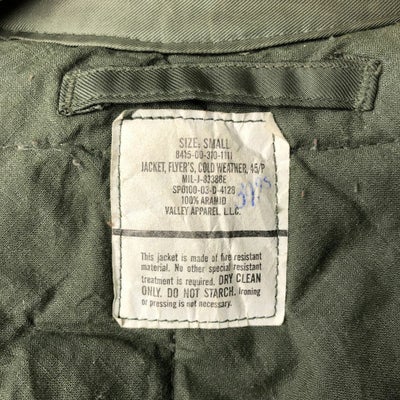 SIZE: SMALL
8415-00-310-1111
JACKET, FLYER'S, COLD WEATHER, 45/P
MIL-J-83388E
SPO100-03-D-4128
100% ARAMID
VALLEY APPAREL, L.L.C.
This jacket is made of fire resistant
material. No other special resistant
treatment is required. DRY CLEAN
ONLY. DO NOT STARCH. Ironing
or pressing is not necessary.